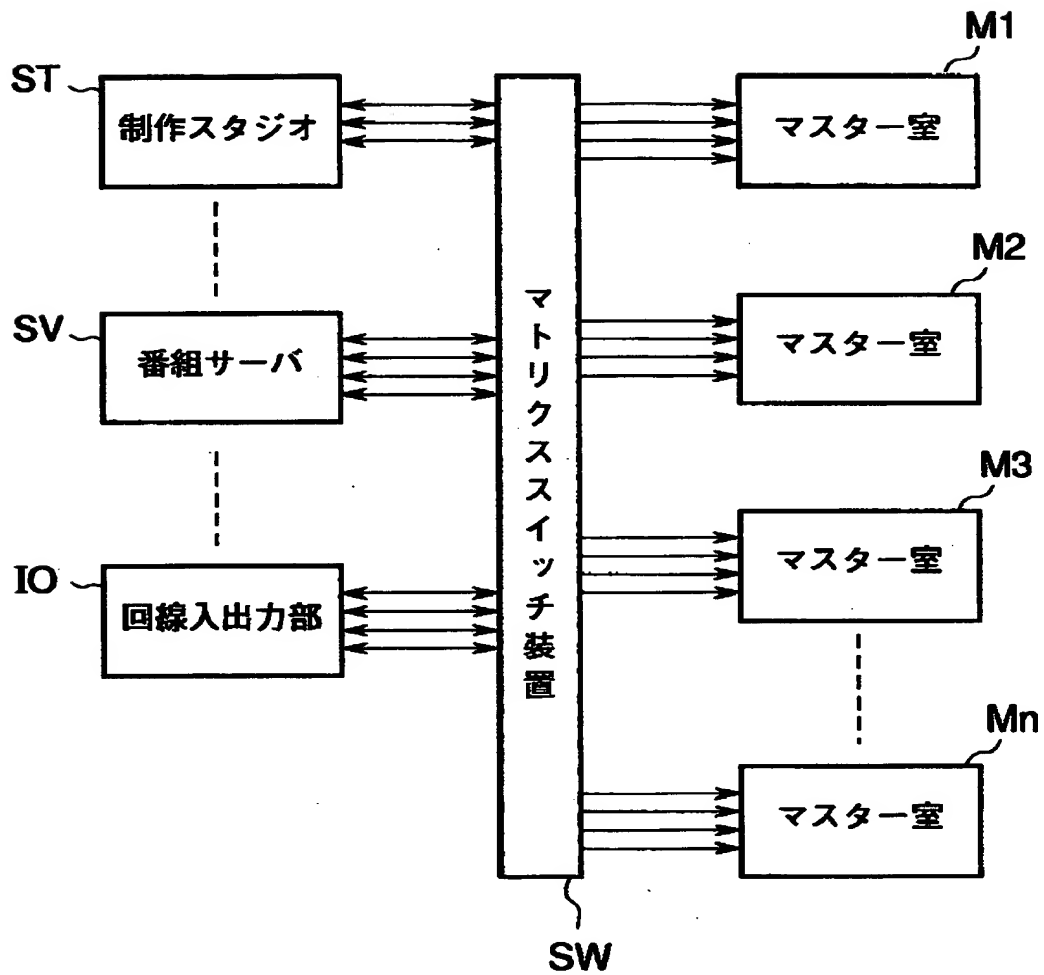 M1
ST
制作スタジオ
マスター室
M2
SV
番組サーバ
マスター室
マトリクススイッチ装置
M3
IO
回線入出力部
マスター室
Mn
マスター室
SW